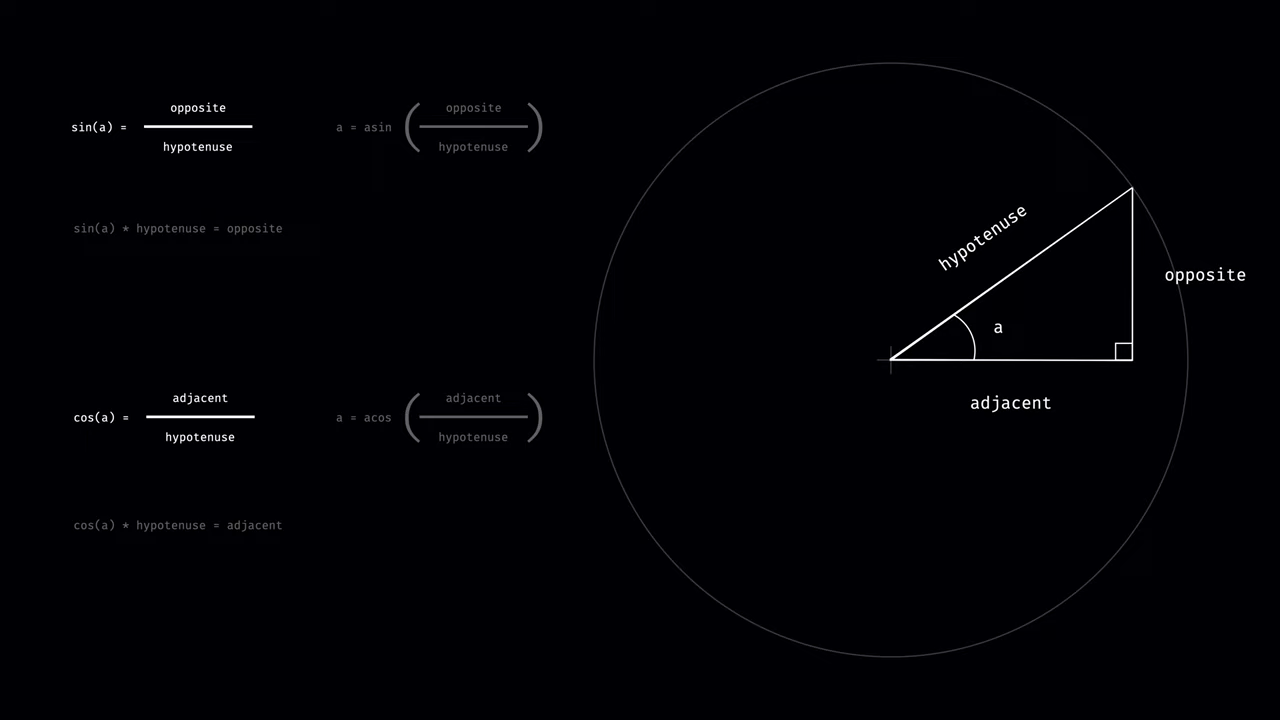 opposite
sin(a) =
hypotenuse
opposite
a = asin (
hypotenuse
)
sin(a) * hypotenuse = opposite
adjacent
cos(a) =
hypotenuse
adjacent
a = acos (
hypotenuse
)
cos(a) * hypotenuse = adjacent
hypotenuse
opposite
a
adjacent